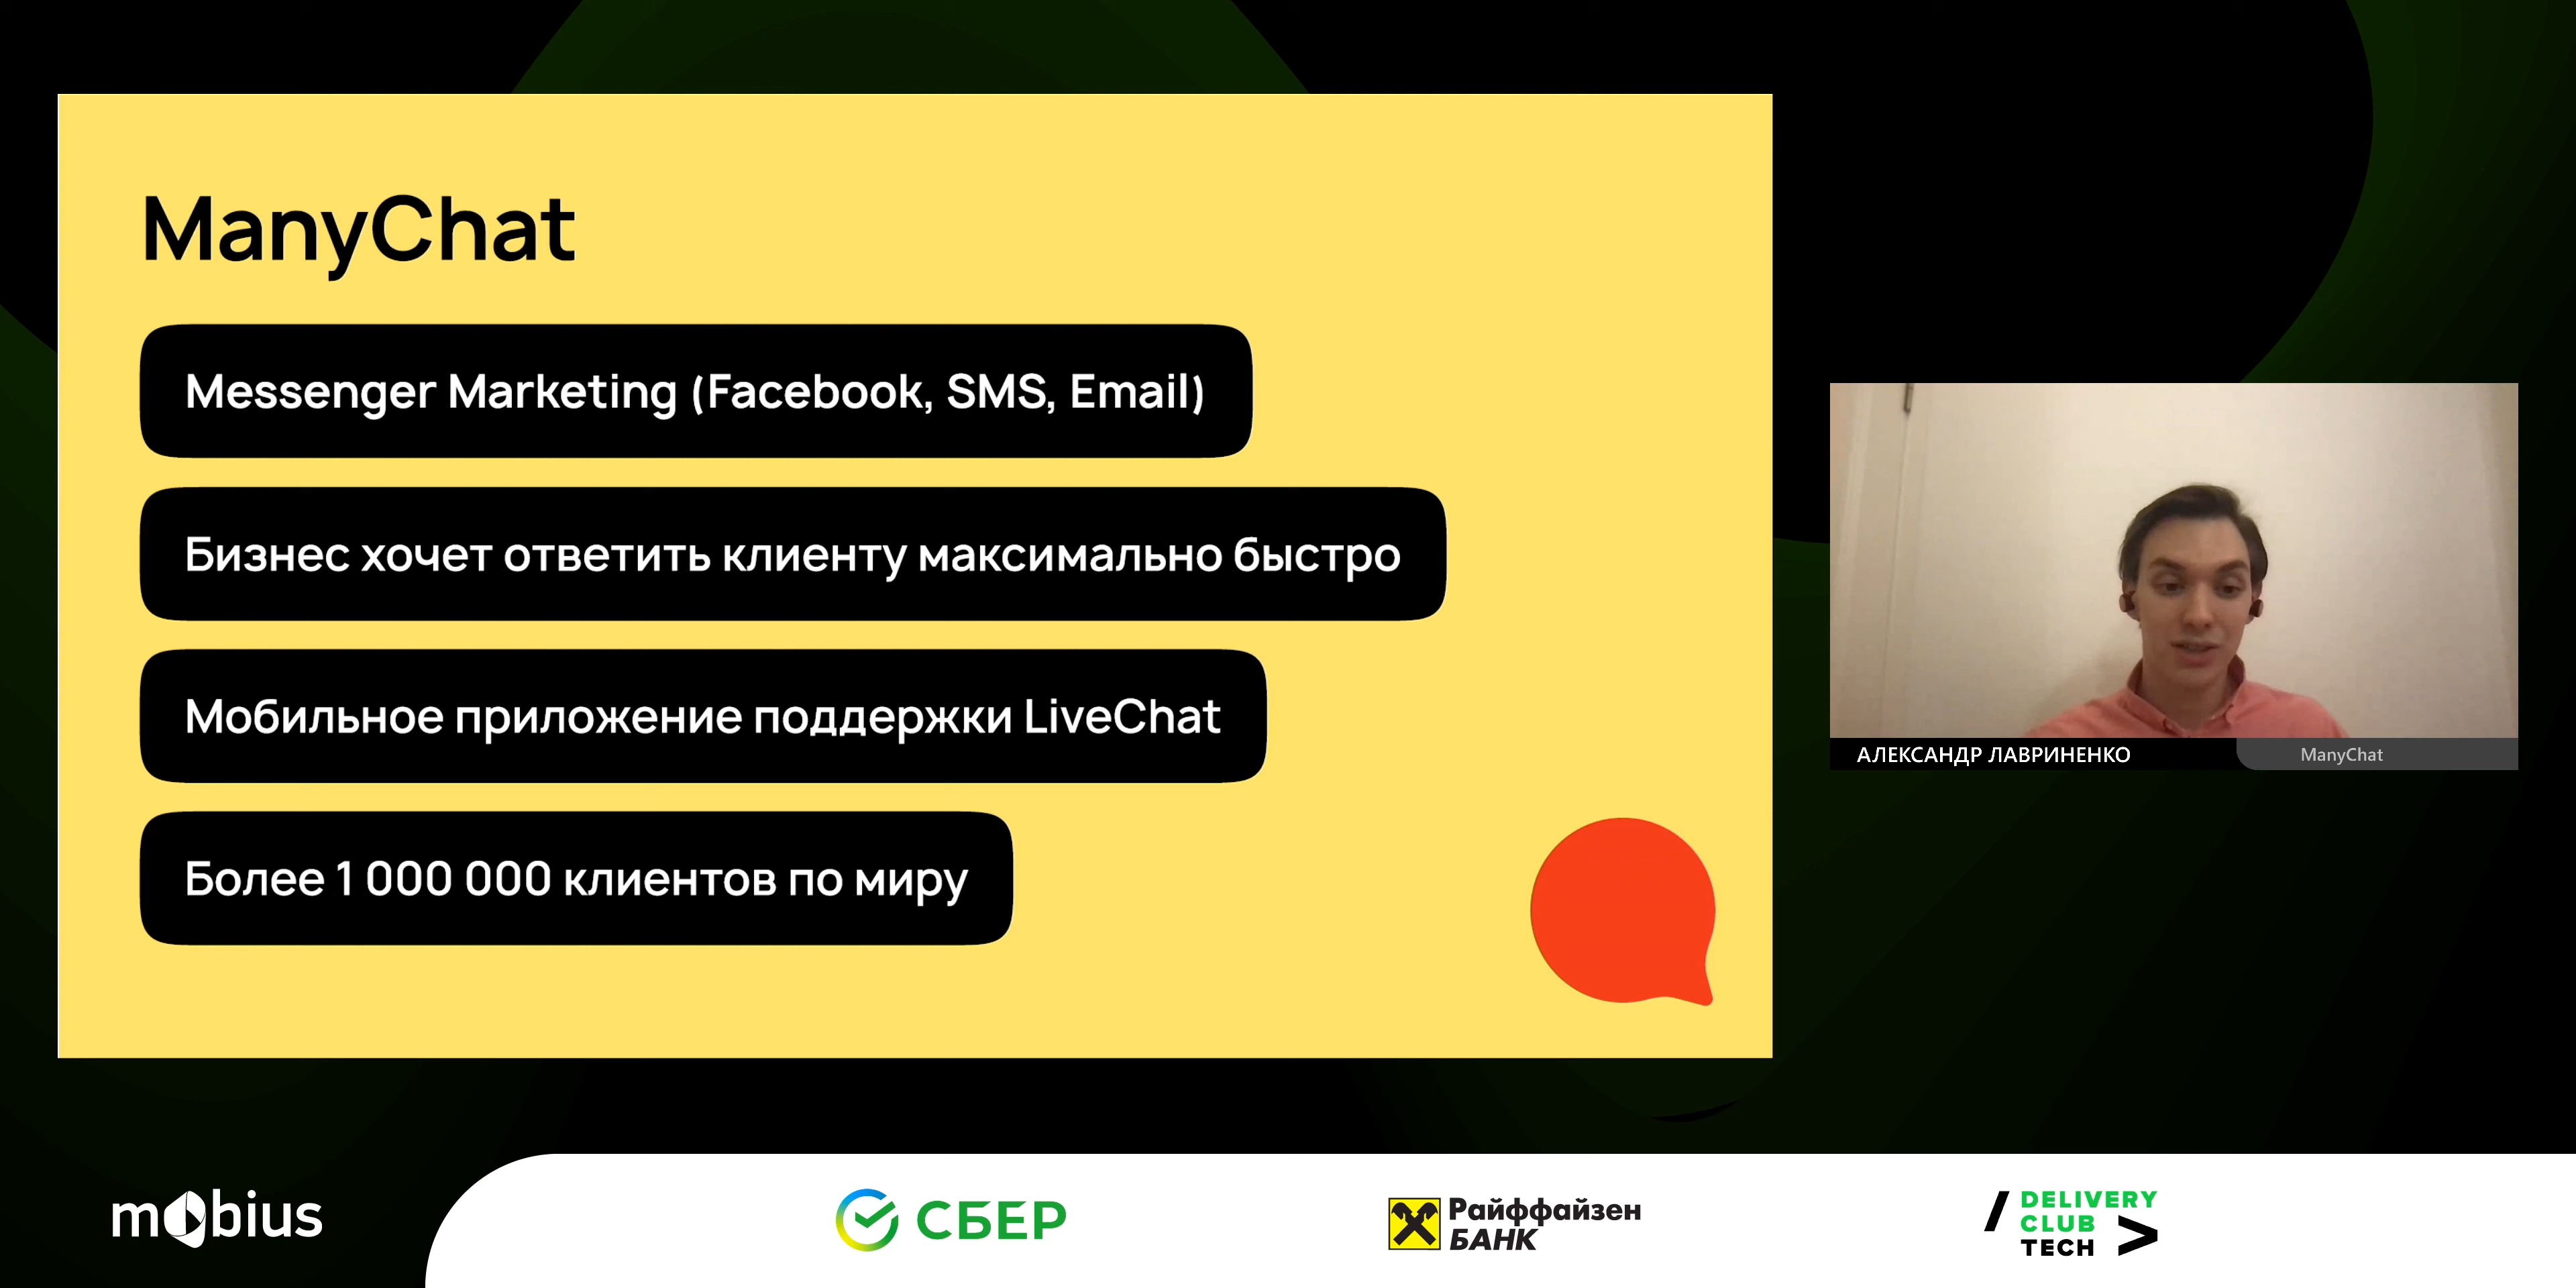 ManyChat
Messenger Marketing (Facebook, SMS, Email)
Бизнес хочет ответить клиенту максимально быстро
Мобильное приложение поддержки LiveChat
Более 1 000 000 клиентов по миру
АЛЕКСАНДР ЛАВРИНЕНКО
ManyChat
mobius
СБЕР
Райффайзен
БАНК
DELIVERY
CLUB
TECH